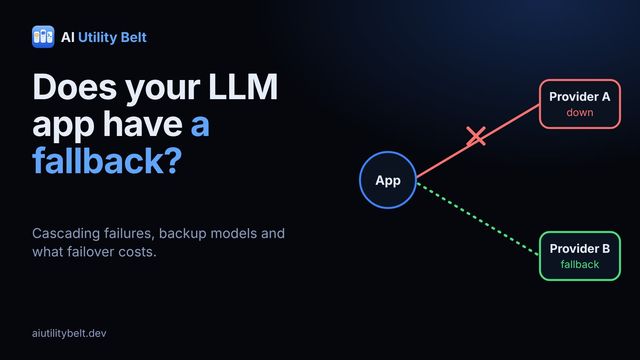 AI Utility Belt
Does your LLM
app have a
fallback?
Cascading failures, backup models and
what failover costs.
aiutilitybelt.dev
App
Provider A
down
Provider B
fallback